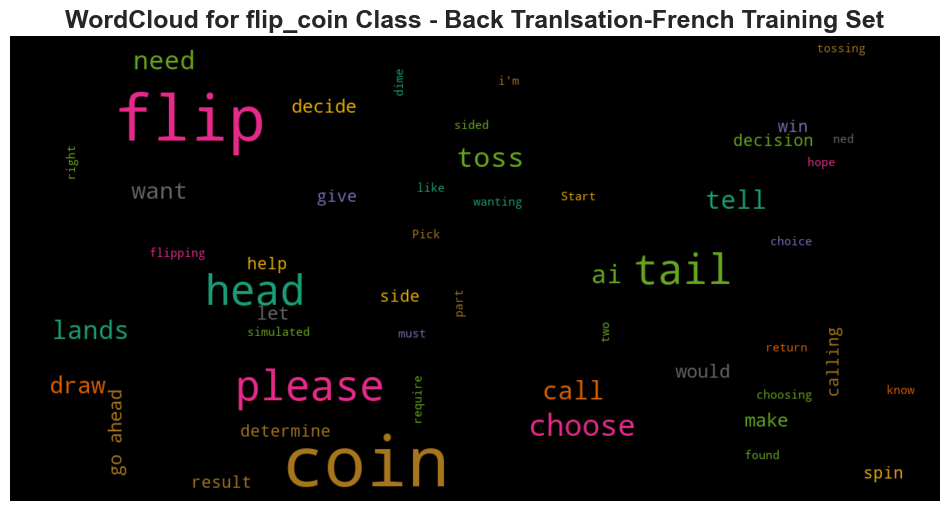 WordCloud for flip_coin Class - Back Tranlsation-French Training Set
tossing
need
dime
i'm
flip
decide
sided
win
decision
ned
toss
right
hope
want
give
like
wanting
Start
tell
Pick
choice
flipping
help
head
ai
tail
side
part
let
lands
simulated
must
two
calling
return
draw
please
require
call
would
choosing
know
go ahead
determine
choose
make
coin
found
result
spin